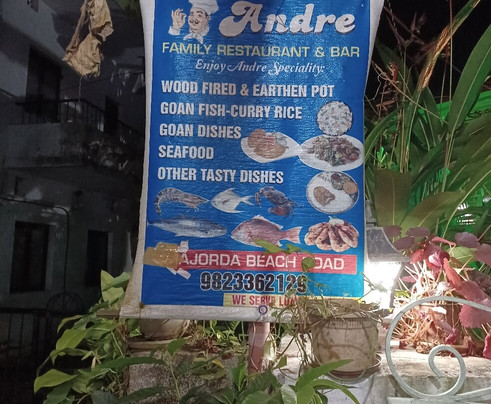 Andre
FAMILY RESTAURANT & BAR
Enjoy Andre Speciality:
WOOD FIRED & EARTHEN POT
GOAN FISH-CURRY RICE
GOAN DISHES
SEAFOOD
OTHER TASTY DISHES
AJORDA BEACH ROAD
9823362129
WE SERVE